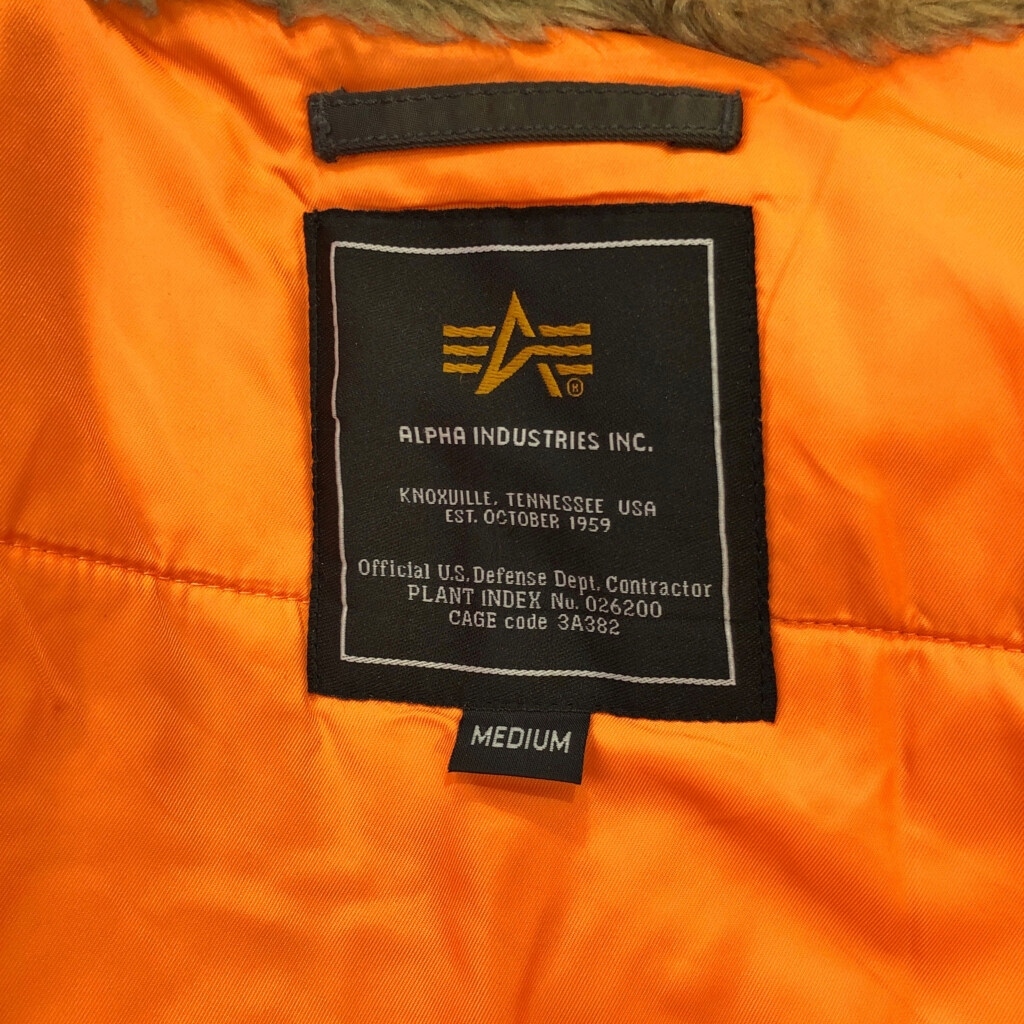 ALPHA INDUSTRIES INC.
KNOXVILLE, TENNESSEE USA
EST. OCTOBER 1959
Official U.S. Defense Dept. Contractor
PLANT INDEX No. 026200
CAGE code 3A382
MEDIUM